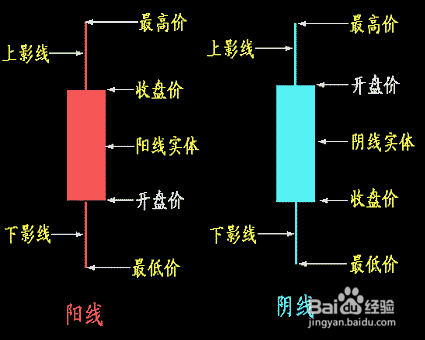 最高价
上影线
收盘价
阳线实体
开盘价
下影线
最低价
阳线
最高价
上影线
开盘价
阴线实体
收盘价
下影线
最低价
阴线
Baidu 经验
jingyan.baidu.com